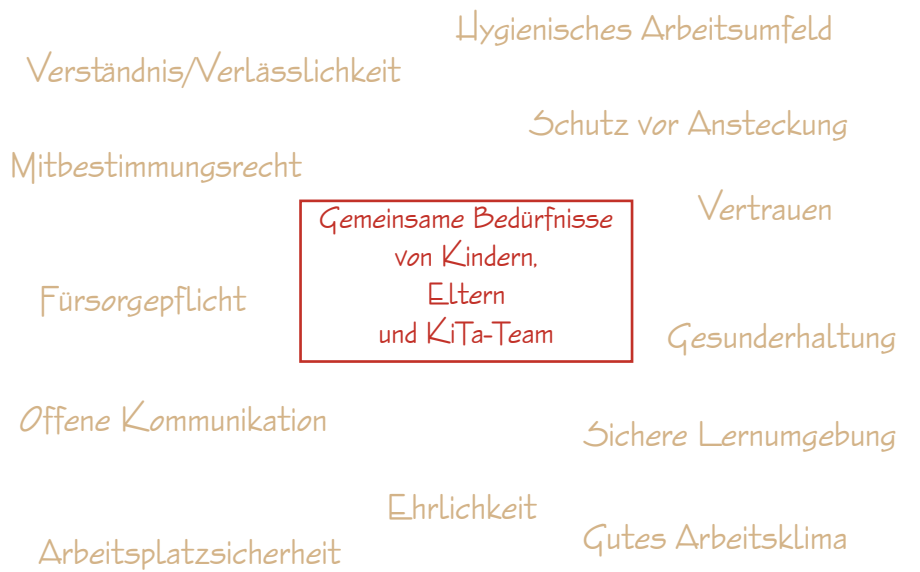 Hygienisches Arbeitsumfeld
Verständnis/Verlässlichkeit
Schutz vor Ansteckung
Mitbestimmungsrecht
Vertrauen
Gemeinsame Bedürfnisse
von Kindern,
Eltern
und KiTa-Team
Fürsorgepflicht
Gesunderhaltung
Offene Kommunikation
Sichere Lernumgebung
Ehrlichkeit
Gutes Arbeitsklima
Arbeitsplatzsicherheit